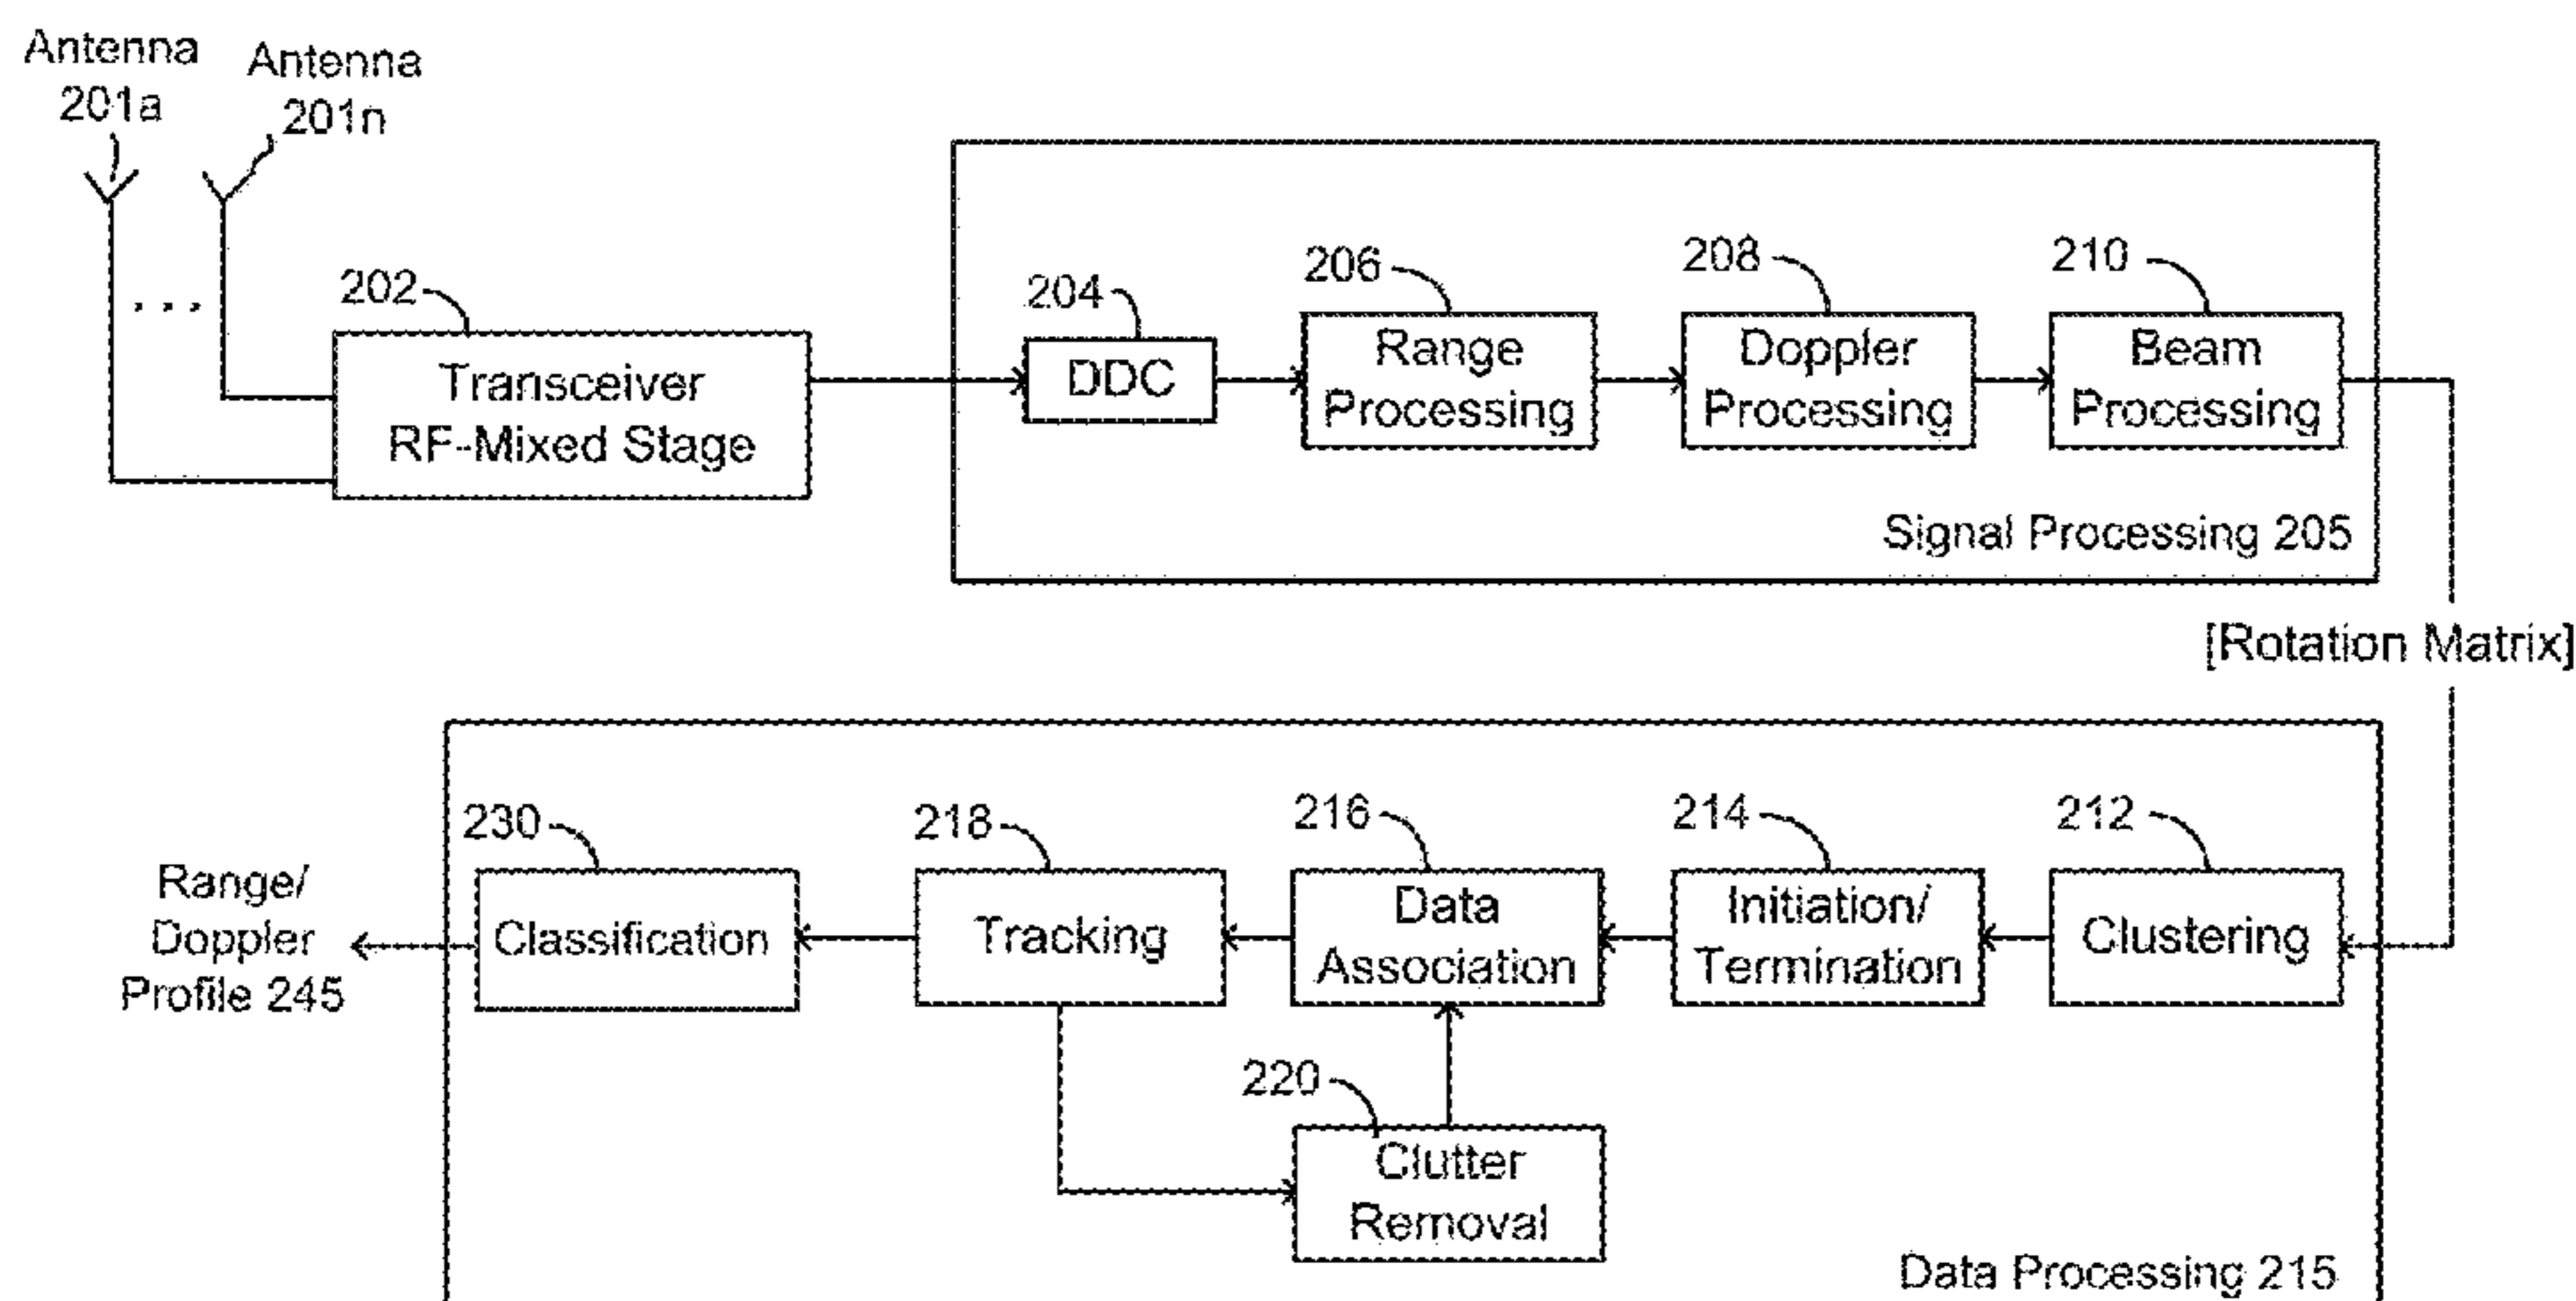 Antenna
201a
Antenna
201n
202
Transceiver
RF-Mixed Stage
204
DDC
206
Range
Processing
208
Doppler
Processing
210
Beam
Processing
Signal Processing 205
[Rotation Matrix]
230
Classification
218
Tracking
216
Data
Association
214
Initiation/
Termination
212
Clustering
Range/
Doppler
Profile 245
220
Clutter
Removal
Data Processing 215